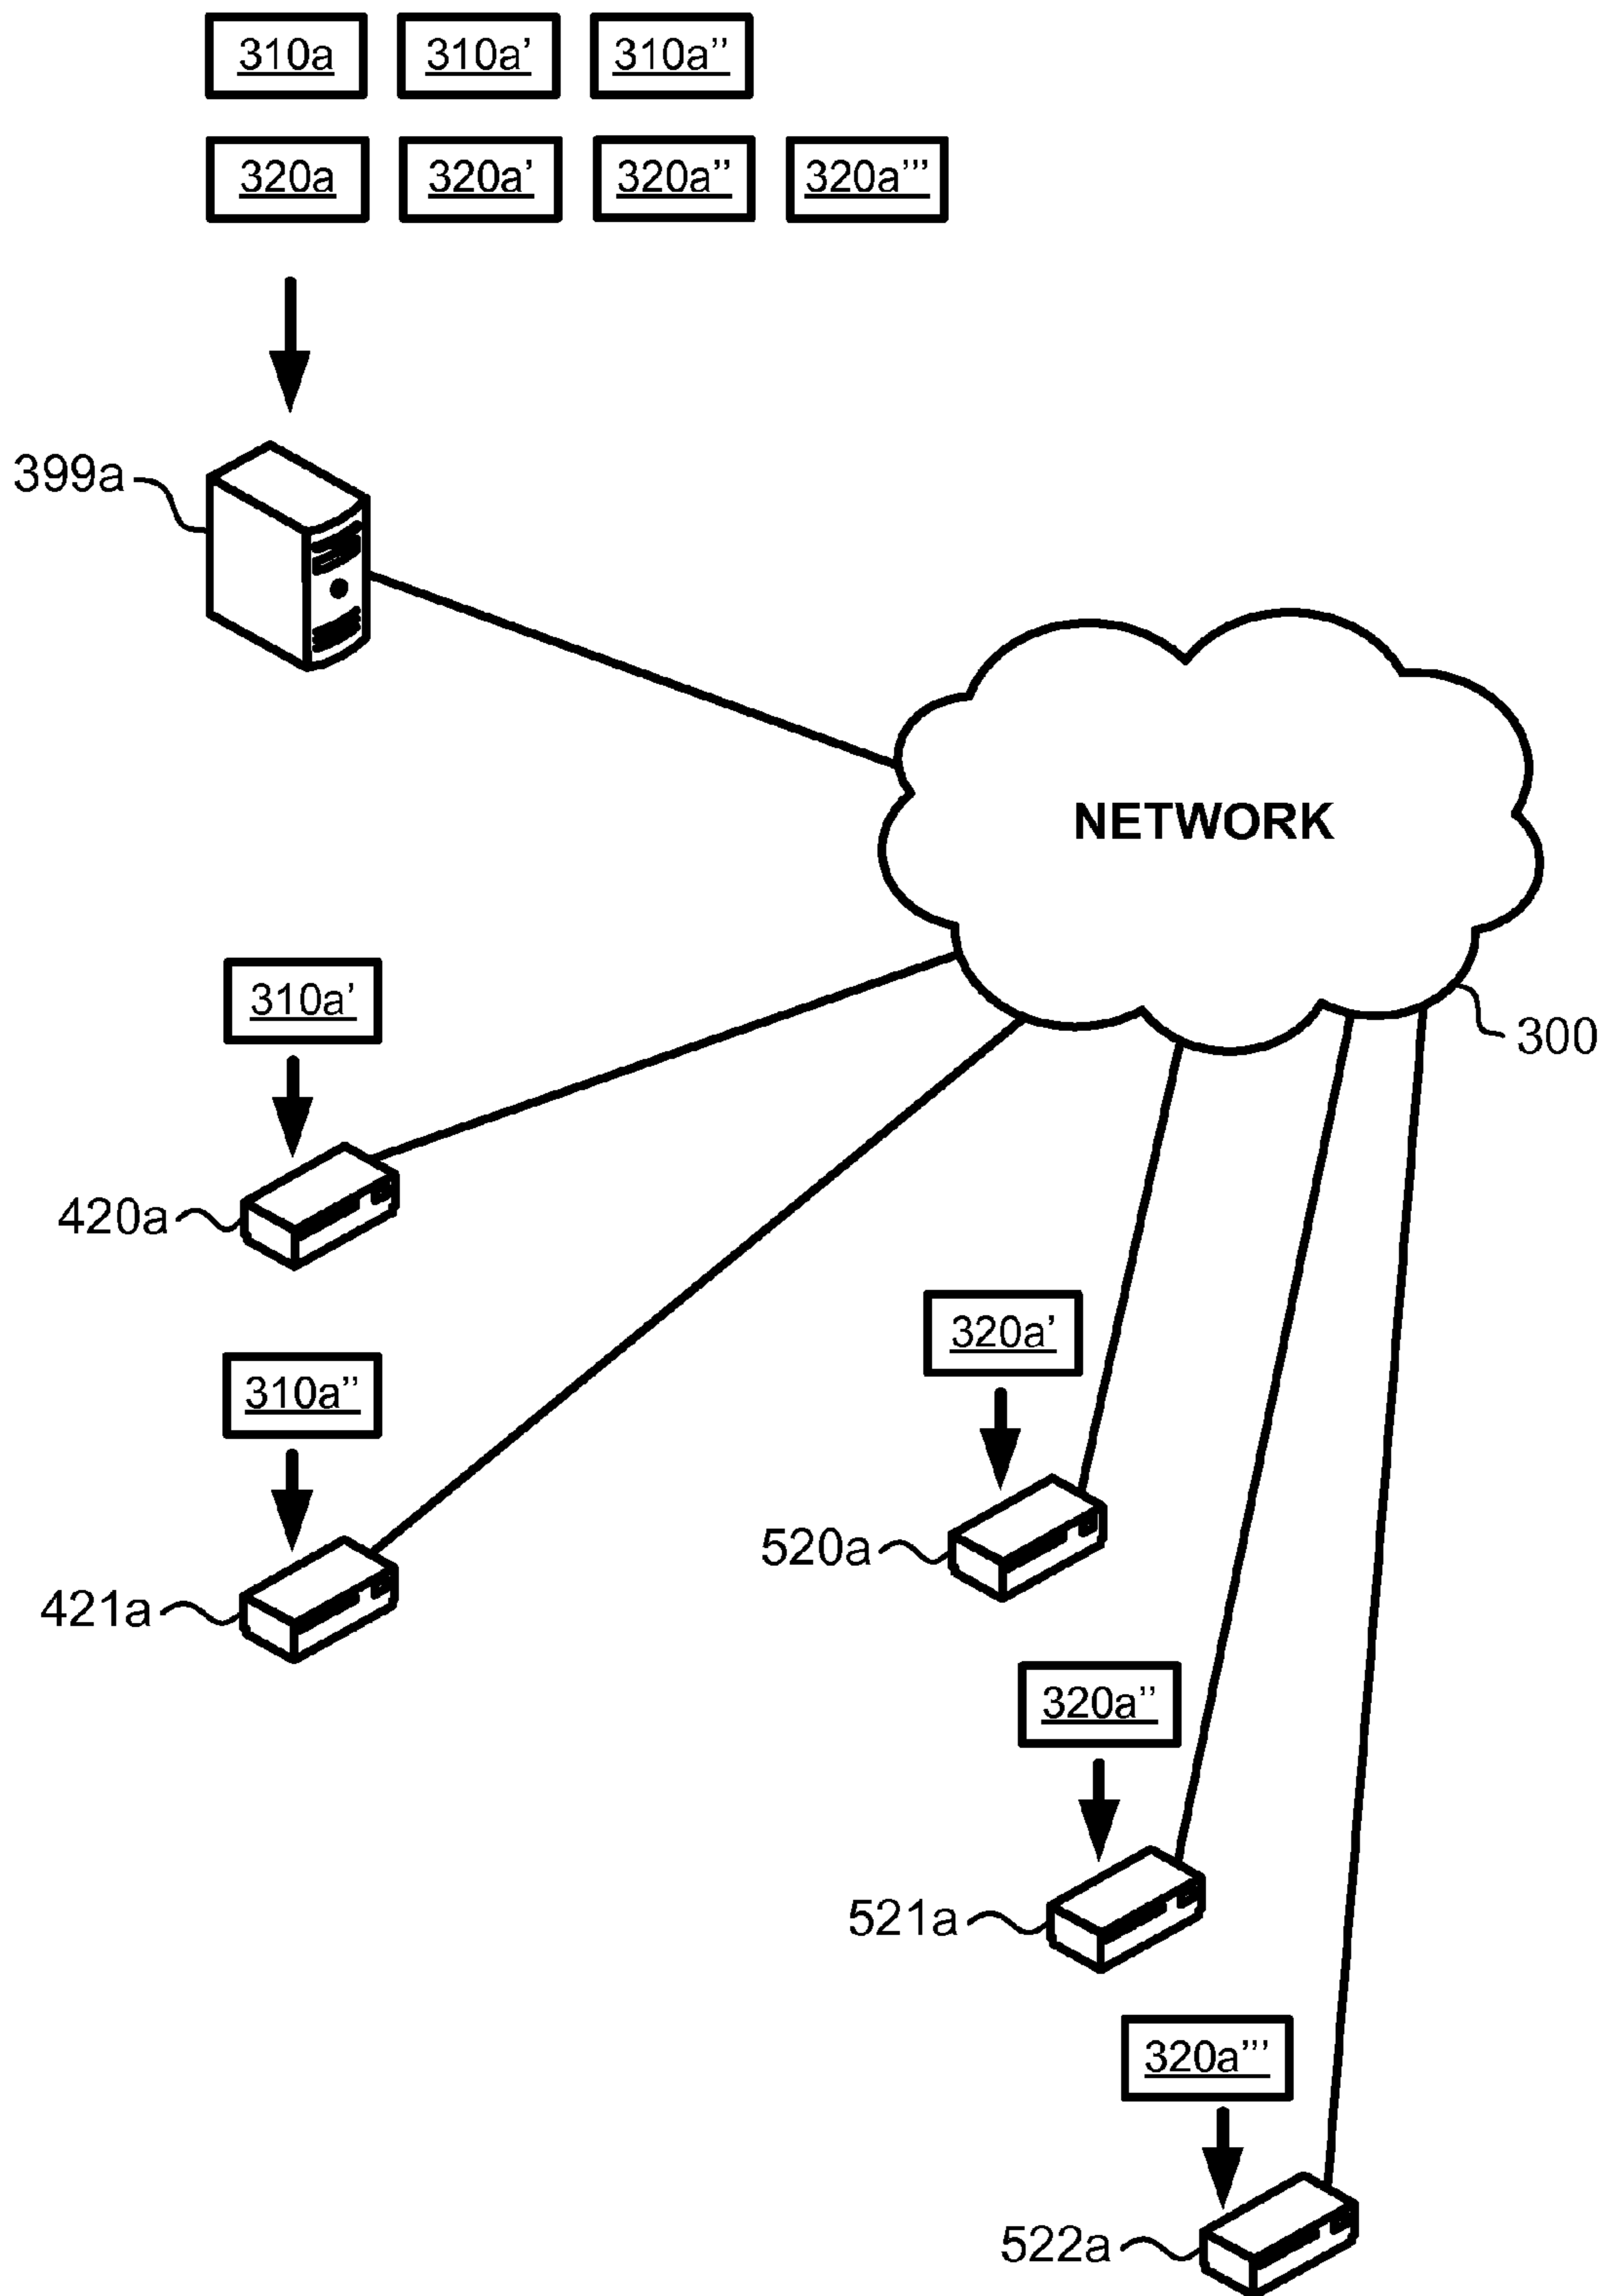 310a 310a’ 310a’’
320a 320a’ 320a’’ 320a’’’
399a
NETWORK
300
310a’
420a
310a’’
421a
320a’
520a
320a’’
521a
320a’’’
522a